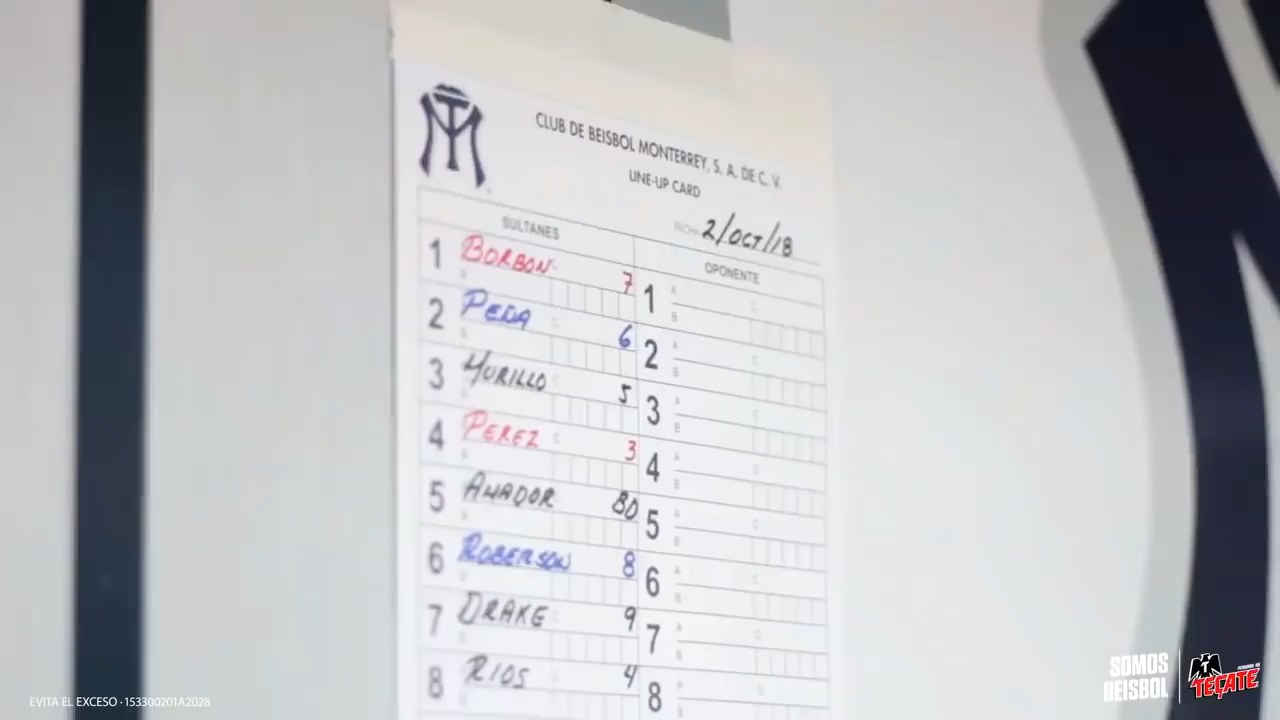 CLUB DE BEISBOL MONTERREY, S. A. DE C. V.
LINE-UP CARD
FECHA: 2/OCT/18
SULTANES
1 BORBON 7
2 PEÑA 6
3 MURILLO 5
4 PEREZ 3
5 AMADOR BD
6 ROBERSON 8
7 DRAKE 9
8 RIOS 4
OPONENTE
1 A B C
2 A B C
3 A B C
4 A B C
5 A B C
6 A B C
7 A B C
8
EVITA EL EXCESO · 153300201A2028
SOMOS
BEISBOL
TECATE